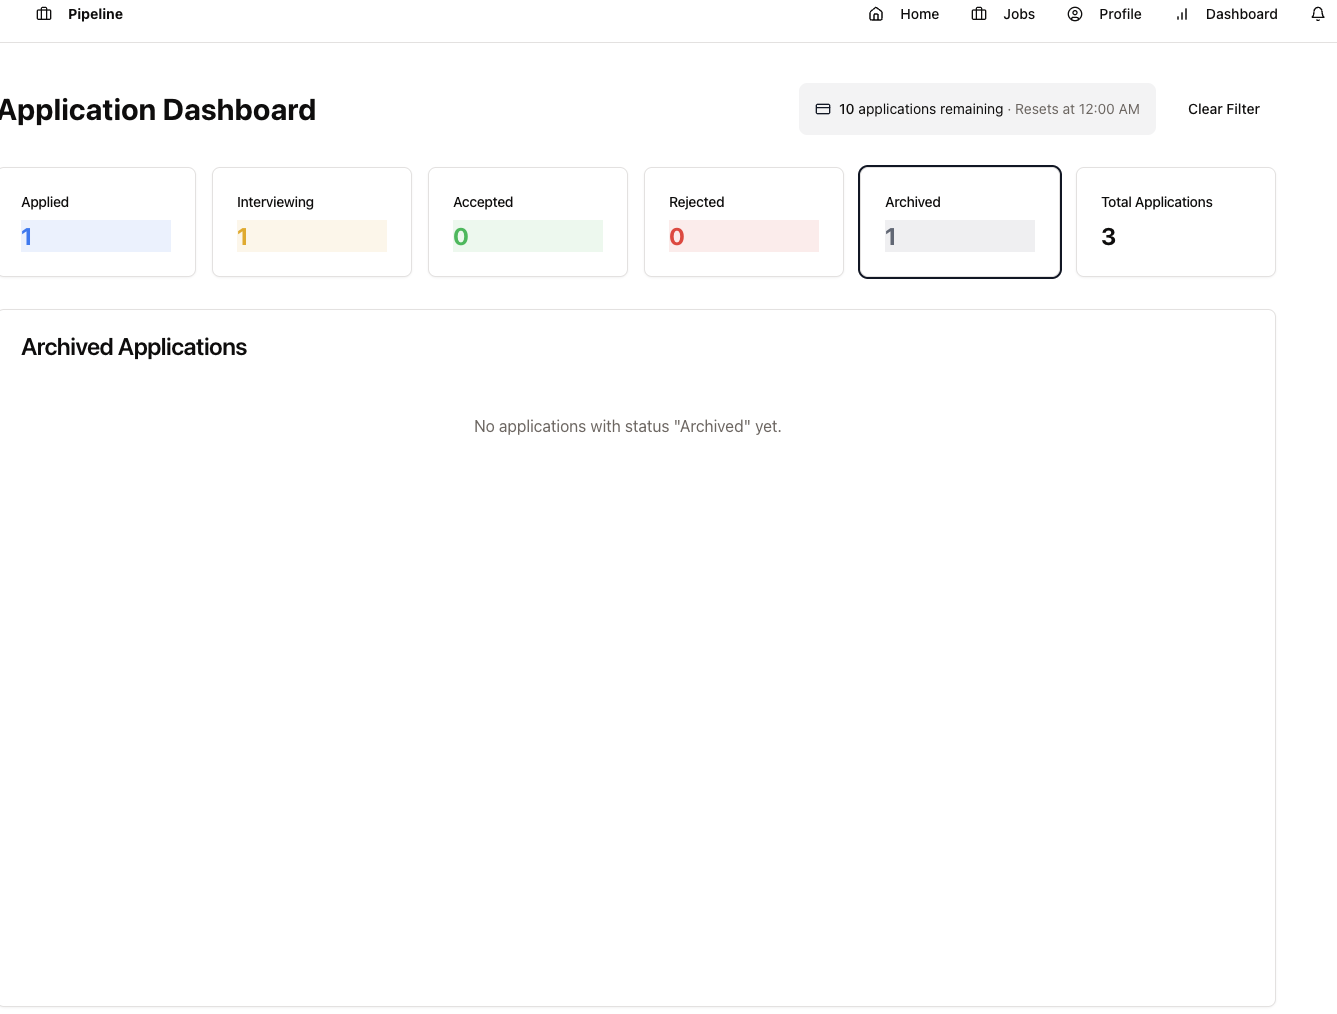 Pipeline
Home
Jobs
Profile
Dashboard
Application Dashboard
10 applications remaining · Resets at 12:00 AM
Clear Filter
Applied
1
Interviewing
1
Accepted
0
Rejected
0
Archived
1
Total Applications
3
Archived Applications
No applications with status "Archived" yet.